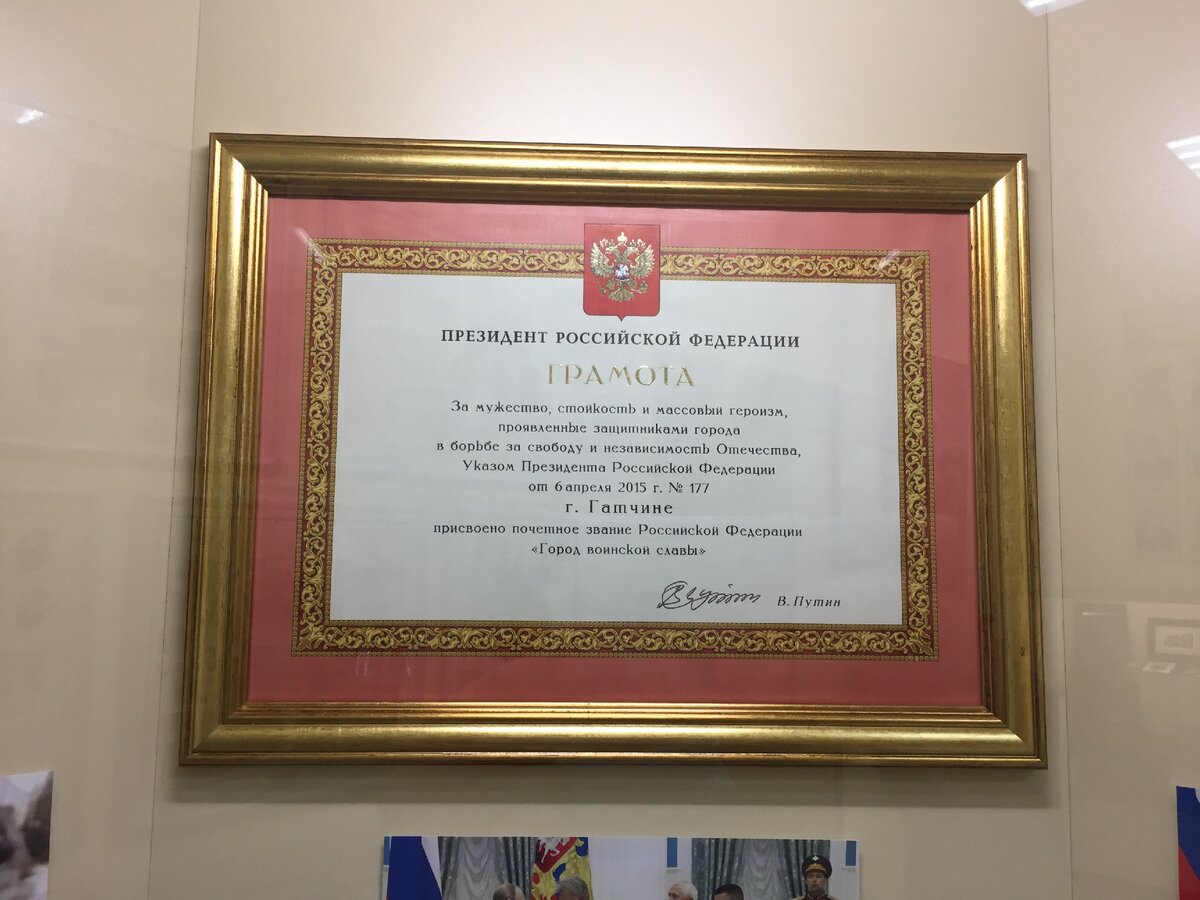 ПРЕЗИДЕНТ РОССИЙСКОЙ ФЕДЕРАЦИИ
ГРАМОТА
За мужество, стойкость и массовый героизм,
проявленные защитниками города
в борьбе за свободу и независимость Отечества,
Указом Президента Российской Федерации
от 6 апреля 2015 г. № 177
г. Гатчине
присвоено почетное звание Российской Федерации
«Город воинской славы»
В. Путин